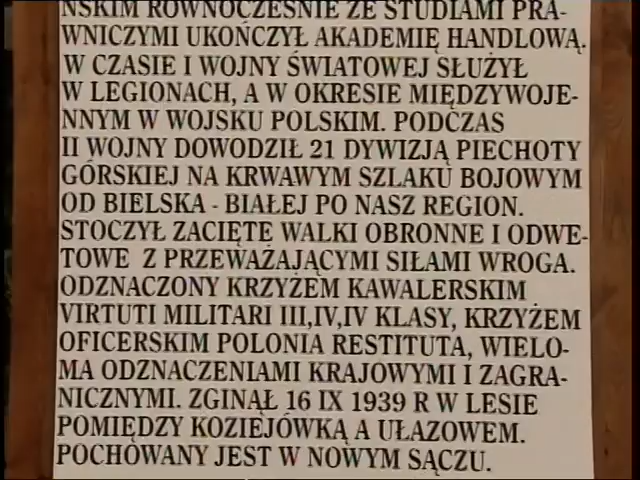 ŃSKIM RÓWNOCZEŚNIE ZE STUDIAMI PRA-
WNICZYMI UKOŃCZYŁ AKADEMIĘ HANDLOWĄ.
W CZASIE I WOJNY ŚWIATOWEJ SŁUŻYŁ
W LEGIONACH, A W OKRESIE MIĘDZYWOJE-
NNYM W WOJSKU POLSKIM. PODCZAS
II WOJNY DOWODZIŁ 21 DYWIZJĄ PIECHOTY
GÓRSKIEJ NA KRWAWYM SZLAKU BOJOWYM
OD BIELSKA - BIAŁEJ PO NASZ REGION.
STOCZYŁ ZACIĘTE WALKI OBRONNE I ODWE-
TOWE Z PRZEWAŻAJĄCYMI SIŁAMI WROGA.
ODZNACZONY KRZYŻEM KAWALERSKIM
VIRTUTI MILITARI III,IV,IV KLASY, KRZYŻEM
OFICERSKIM POLONIA RESTITUTA, WIELO-
MA ODZNACZENIAMI KRAJOWYMI I ZAGRA-
NICZNYMI. ZGINĄŁ 16 IX 1939 R W LESIE
POMIĘDZY KOZIEJÓWKĄ A UŁAZOWEM.
POCHOWANY JEST W NOWYM SĄCZU.